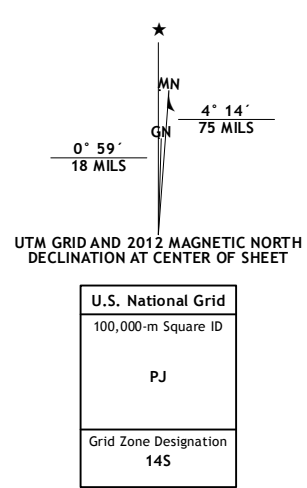 ★
MN
4° 14´
75 MILS
GN
0° 59´
18 MILS
UTM GRID AND 2012 MAGNETIC NORTH
DECLINATION AT CENTER OF SHEET
U.S. National Grid
100,000-m Square ID
PJ
Grid Zone Designation
14S